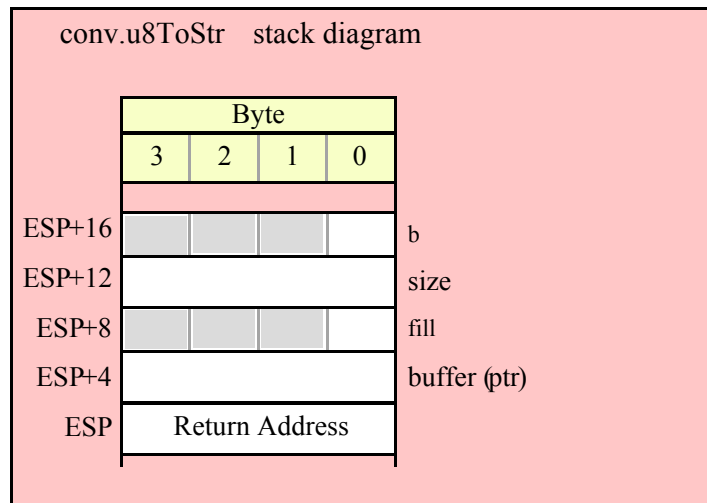 conv.u8ToStr stack diagram
Byte
3 2 1 0
ESP+16 b
ESP+12 size
ESP+8 fill
ESP+4 buffer (ptr)
ESP Return Address